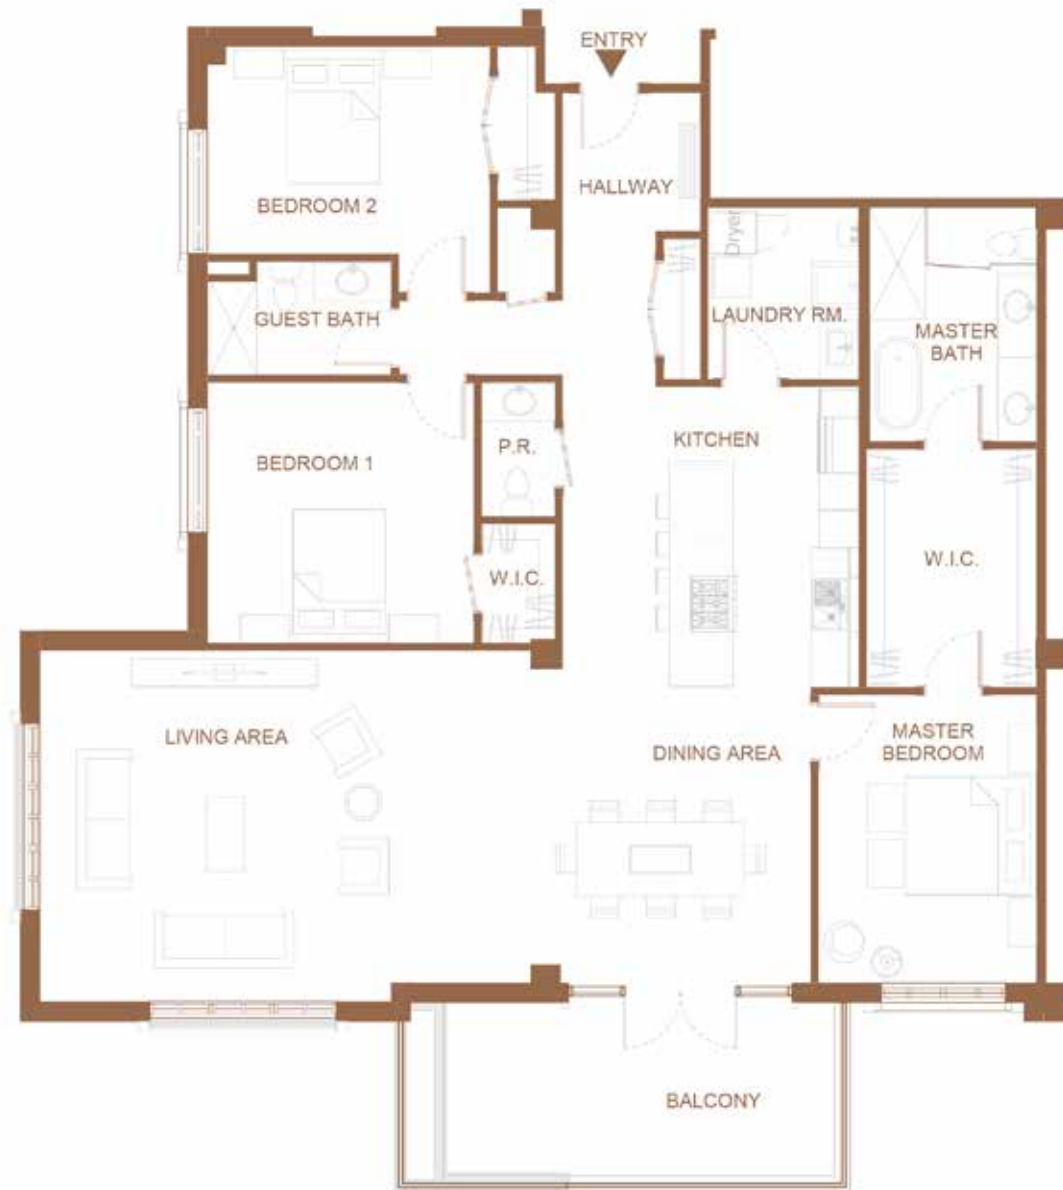 ENTRY
HALLWAY
BEDROOM 2
Dryer
GUEST BATH
LAUNDRY RM.
MASTER
BATH
KITCHEN
P.R.
BEDROOM 1
W.I.C.
W.I.C.
LIVING AREA
DINING AREA
MASTER
BEDROOM
BALCONY